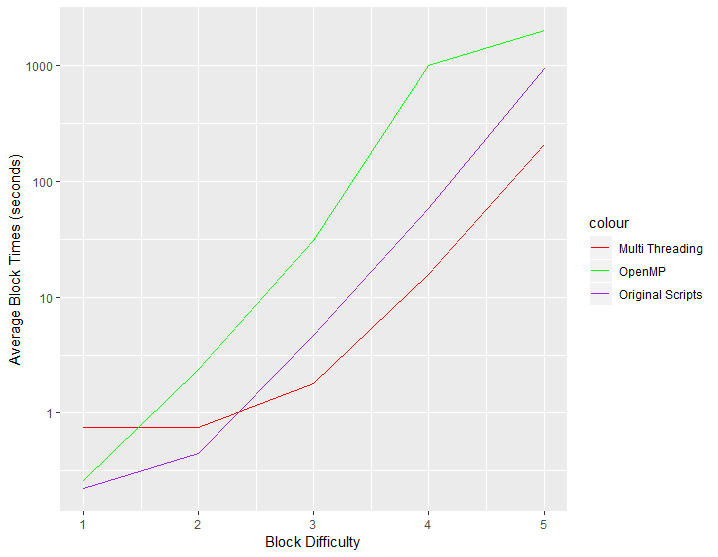 1000
100
10
1
Average Block Times (seconds)
1 2 3 4 5
Block Difficulty
colour
Multi Threading
OpenMP
Original Scripts